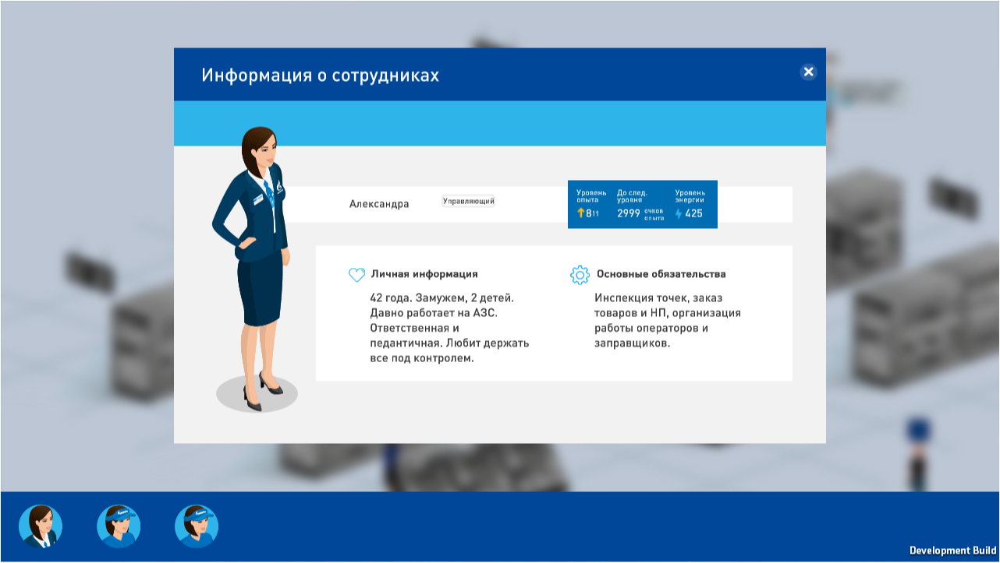 Информация о сотрудниках
Александра
Управляющий
Уровень опыта
811
До след. уровня
2999 очков опыта
Уровень энергии
425
Личная информация
42 года. Замужем, 2 детей.
Давно работает на АЗС.
Ответственная и
педантичная. Любит держать
все под контролем.
Основные обязательства
Инспекция точек, заказ
товаров и НП, организация
работы операторов и
заправщиков.
Development Build